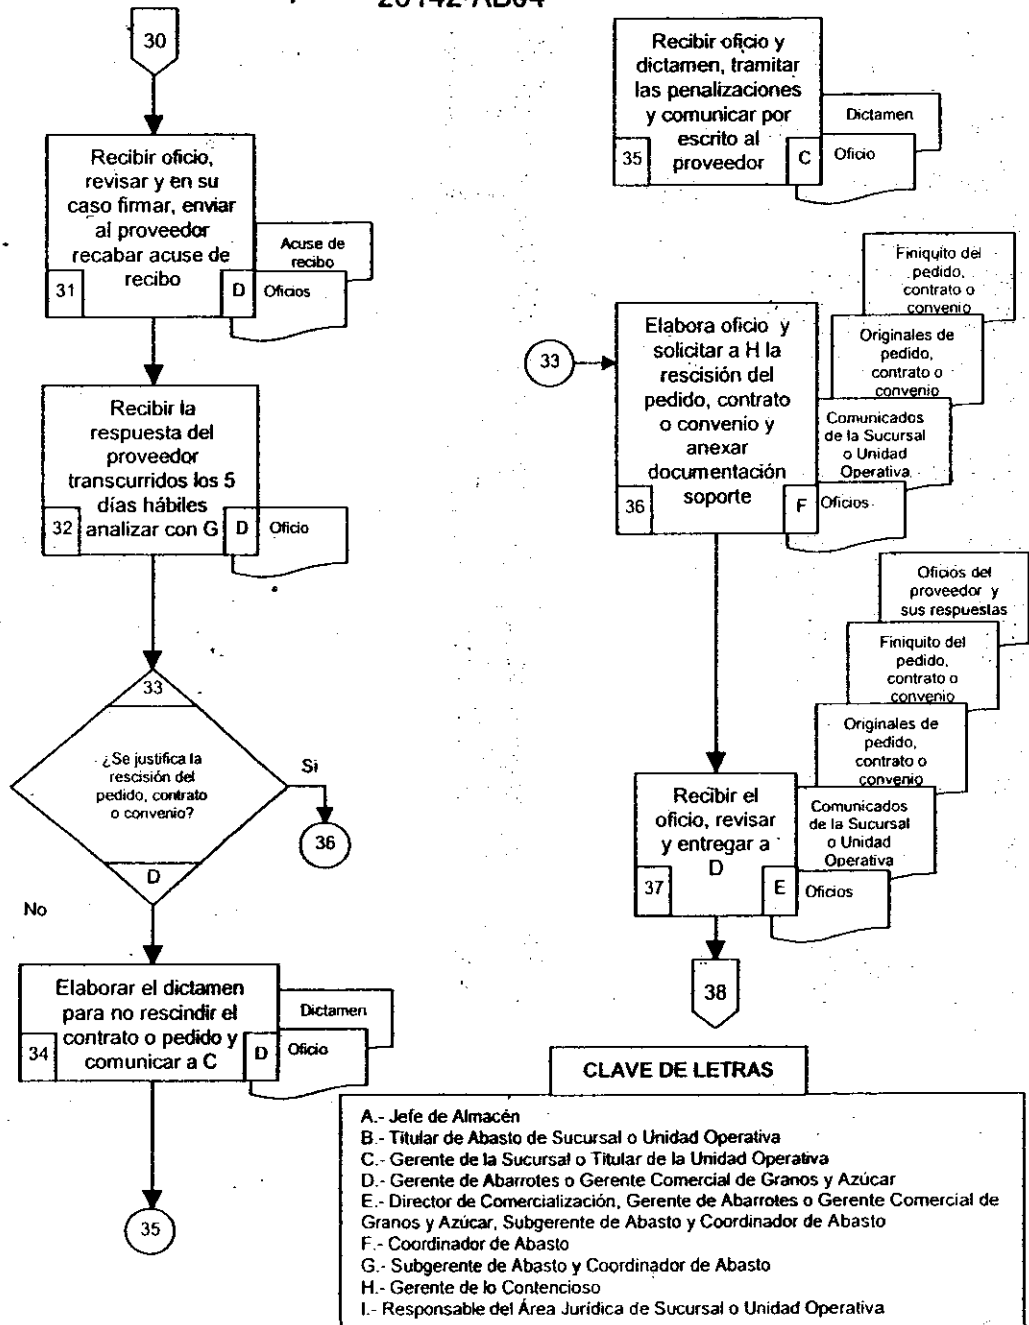 30
Recibir oficio,
revisar y en su
caso firmar, enviar
al proveedor
recabar acuse de
recibo
31
D
Acuse de
recibo
Oficios
Recibir la
respuesta del
proveedor
transcurridos los 5
días hábiles
analizar con G
32
D
Oficio
33
¿Se justifica la
rescisión del
pedido, contrato
o convenio?
D
Si
36
No
Elaborar el dictamen
para no rescindir el
contrato o pedido y
comunicar a C
34
D
Dictamen
Oficio
35
Recibir oficio y
dictamen, tramitar
las penalizaciones
y comunicar por
escrito al
proveedor
35
C
Dictamen
Oficio
33
Elabora oficio y
solicitar a H la
rescisión del
pedido, contrato
o convenio y
anexar
documentación
soporte
36
F
Finiquito del
pedido,
contrato o
convenio
Originales de
pedido,
contrato o
convenio
Comunicados
de la Sucursal
o Unidad
Operativa
Oficios
Recibir el
oficio, revisar
y entregar a
D
37
E
Oficios del
proveedor y
sus respuestas
Finiquito del
pedido,
contrato o
convenio
Originales de
pedido,
contrato o
convenio
Comunicados
de la Sucursal
o Unidad
Operativa
Oficios
38
CLAVE DE LETRAS
A.- Jefe de Almacén
B.- Titular de Abasto de Sucursal o Unidad Operativa
C.- Gerente de la Sucursal o Titular de la Unidad Operativa
D.- Gerente de Abarrotes o Gerente Comercial de Granos y Azúcar
E.- Director de Comercialización, Gerente de Abarrotes o Gerente Comercial de
Granos y Azúcar, Subgerente de Abasto y Coordinador de Abasto
F.- Coordinador de Abasto
G.- Subgerente de Abasto y Coordinador de Abasto
H.- Gerente de lo Contencioso
I.- Responsable del Área Jurídica de Sucursal o Unidad Operativa